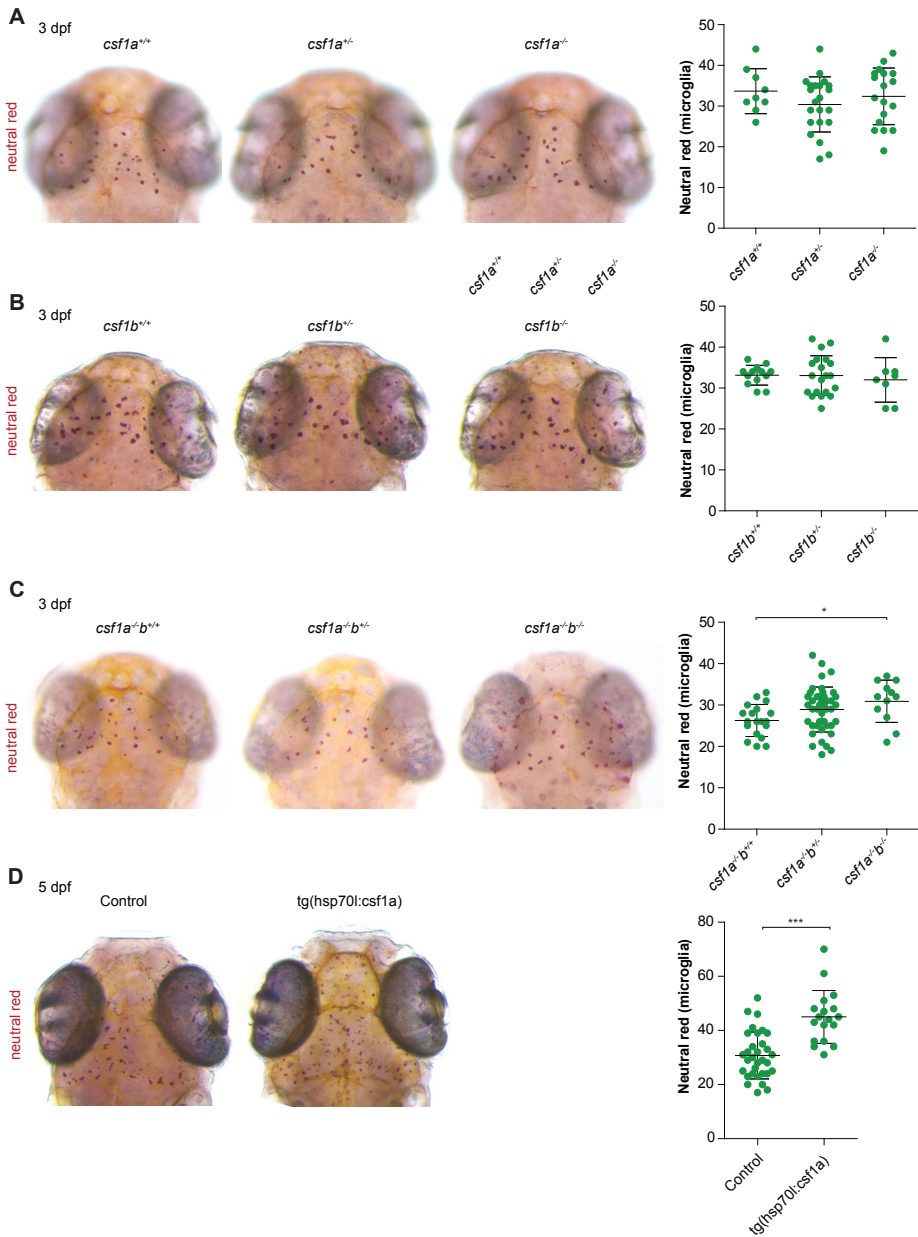 A
3 dpf
csf1a+/+
csf1a+/-
csf1a-/-
neutral red
Neutral red (microglia)
50
40
30
20
10
0
csf1a+/+
csf1a+/-
csf1a-/-
csf1a+/+
csf1a+/-
csf1a-/-
B
3 dpf
csf1b+/+
csf1b+/-
csf1b-/-
neutral red
Neutral red (microglia)
50
40
30
20
10
0
csf1b+/+
csf1b+/-
csf1b-/-
C
3 dpf
csf1a-/-b+/+
csf1a-/-b+/-
csf1a-/-b-/-
neutral red
Neutral red (microglia)
50
40
30
20
10
0
*
csf1a-/-b+/+
csf1a-/-b+/-
csf1a-/-b-/-
D
5 dpf
Control
tg(hsp70l:csf1a)
neutral red
Neutral red (microglia)
80
60
40
20
0
***
Control
tg(hsp70l:csf1a)